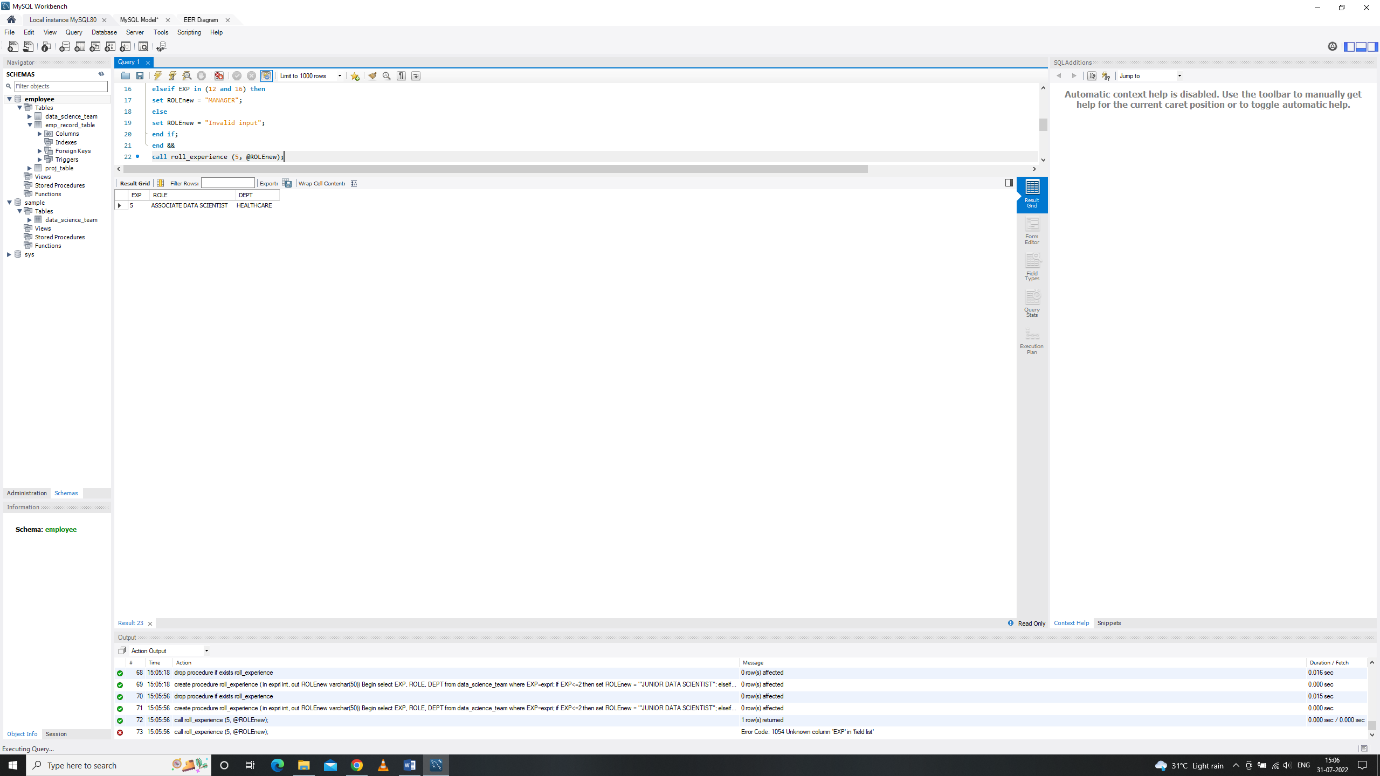 MySQL Workbench
Local instance MySQL80 × MySQL Model* × EER Diagram ×
File Edit View Query Database Server Tools Scripting Help
Navigator
SCHEMAS
Filter objects
employee
Tables
data_science_team
emp_record_table
Columns
Indexes
Foreign Keys
Triggers
proj_table
Views
Stored Procedures
Functions
sample
Tables
data_science_team
Views
Stored Procedures
Functions
sys
Administration Schemas
Information
Schema: employee
Object Info Session
Query 1 ×
Limit to 1000 rows
16 elseif EXP in (12 and 16) then
17 set ROLEnew = "MANAGER";
18 else
19 set ROLEnew = "Invalid input";
20 end if;
21 end &&
22 call roll_experience (5, @ROLEnew);
Result Grid Filter Rows: Export: Wrap Cell Content:
EXP ROLE DEPT
5 ASSOCIATE DATA SCIENTIST HEALTHCARE
Result Grid
Form Editor
Field Types
Query Stats
Execution Plan
Result 23 ×
Read Only
SQLAdditions
Jump to
Automatic context help is disabled. Use the toolbar to manually get
help for the current caret position or to toggle automatic help.
Context Help Snippets
Output
Action Output
# Time Action Message Duration / Fetch
68 15:05:18 drop procedure if exists roll_experience 0 row(s) affected 0.016 sec
69 15:05:18 create procedure roll_experience ( in expr int, out ROLEnew varchar(50)) Begin select EXP, ROLE, DEPT from data_science_team where EXP=expr; if EXP<=2 then set ROLEnew = "JUNIOR DATA SCIENTIST"; elseif... 0 row(s) affected 0.000 sec
70 15:05:56 drop procedure if exists roll_experience 0 row(s) affected 0.015 sec
71 15:05:56 create procedure roll_experience ( in expr int, out ROLEnew varchar(50)) Begin select EXP, ROLE, DEPT from data_science_team where EXP=expr; if EXP<=2 then set ROLEnew = "JUNIOR DATA SCIENTIST"; elseif... 0 row(s) affected 0.000 sec
72 15:05:56 call roll_experience (5, @ROLEnew); 1 row(s) returned 0.000 sec / 0.000 sec
73 15:05:56 call roll_experience (5, @ROLEnew); Error Code: 1054 Unknown column 'EXP' in 'field list'
Executing Query...
Type here to search
31°C Light rain ENG
15:06
31-07-2022